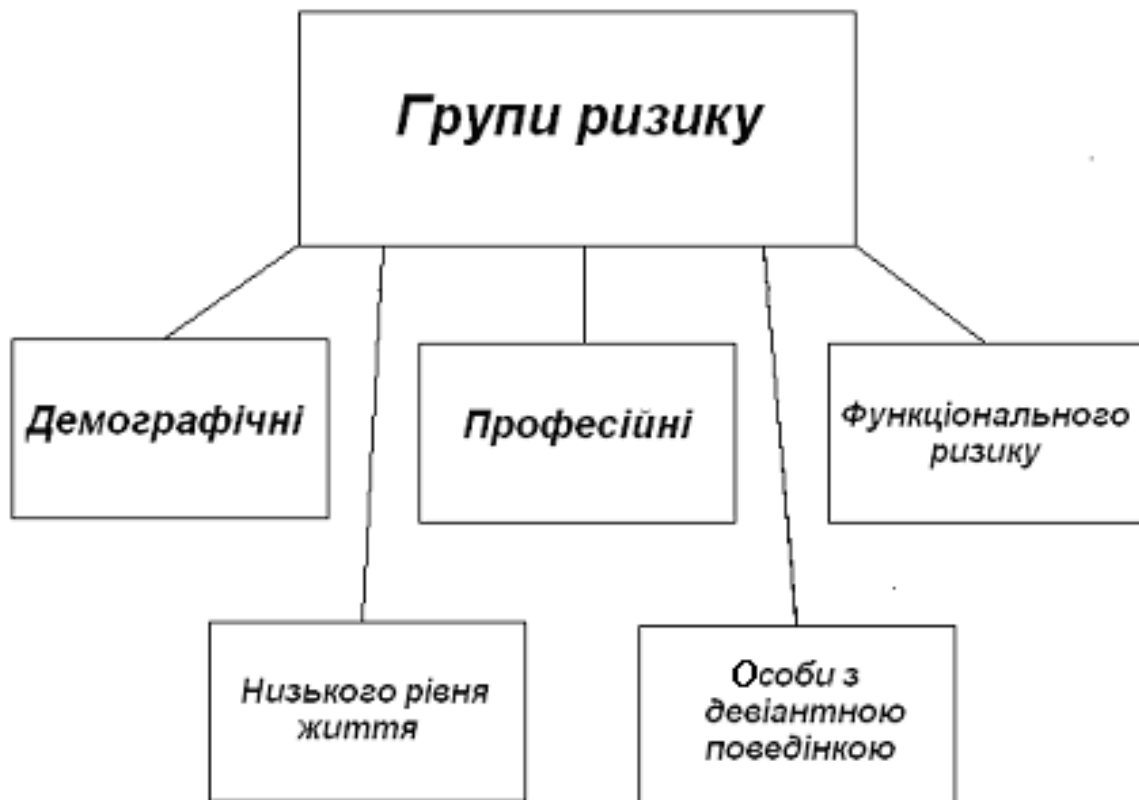 Групи ризику
Демографічні
Професійні
Функціонального
ризику
Низького рівня
життя
Особи з
девіантною
поведінкою